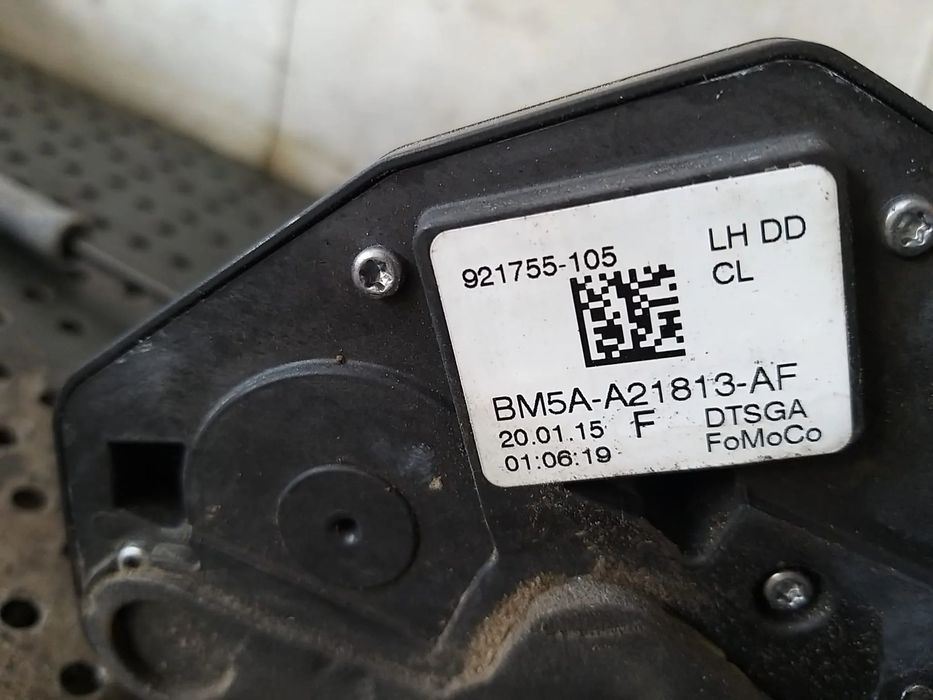 921755-105
LH DD
CL
BM5A-A21813-AF
20.01.15 F DTSGA
01:06:19 FoMoCo